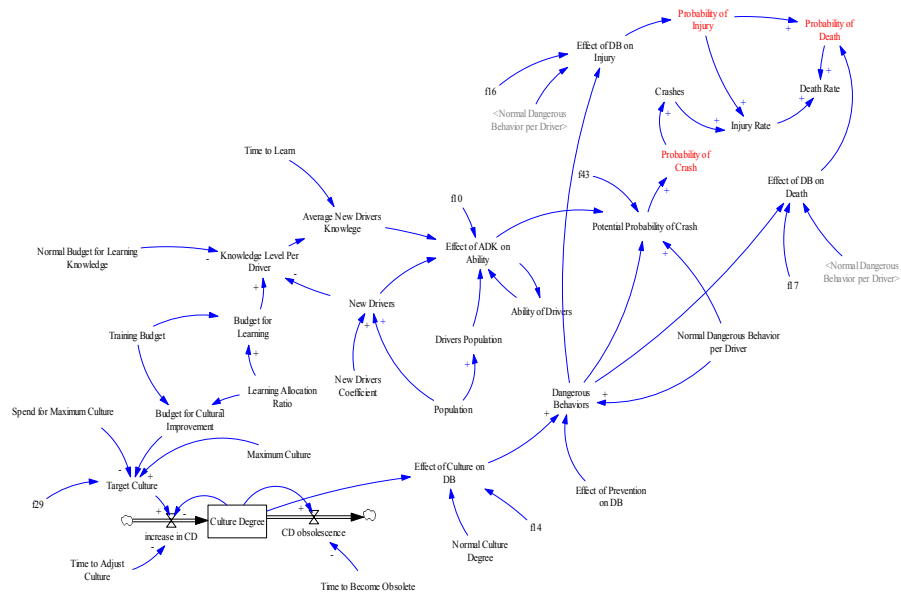 Probability of
Injury
Probability of
Death
Effect of DB on
Injury
f16
<Normal Dangerous
Behavior per Driver>
Crashes
Death Rate
Injury Rate
Probability of
Crash
Time to Learn
f43
Effect of DB on
Death
f10
Average New Drivers
Knowlege
Potential Probability of Crash
Normal Budget for Learning
Knowledge
Knowledge Level Per
Driver
Effect of ADK on
Ability
<Normal Dangerous
Behavior per Driver>
f17
New Drivers
Ability of Drivers
Training Budget
Budget for
Learning
Drivers Population
Normal Dangerous Behavior
per Driver
New Drivers
Coefficient
Learning Allocation
Ratio
Dangerous
Behaviors
Population
Spend for Maximum Culture
Budget for Cultural
Improvement
Maximum Culture
Target Culture
Effect of Culture on
DB
Effect of Prevention
on DB
f29
Culture Degree
increase in CD
CD obsolescence
f14
Normal Culture
Degree
Time to Adjust
Culture
Time to Become Obsolete